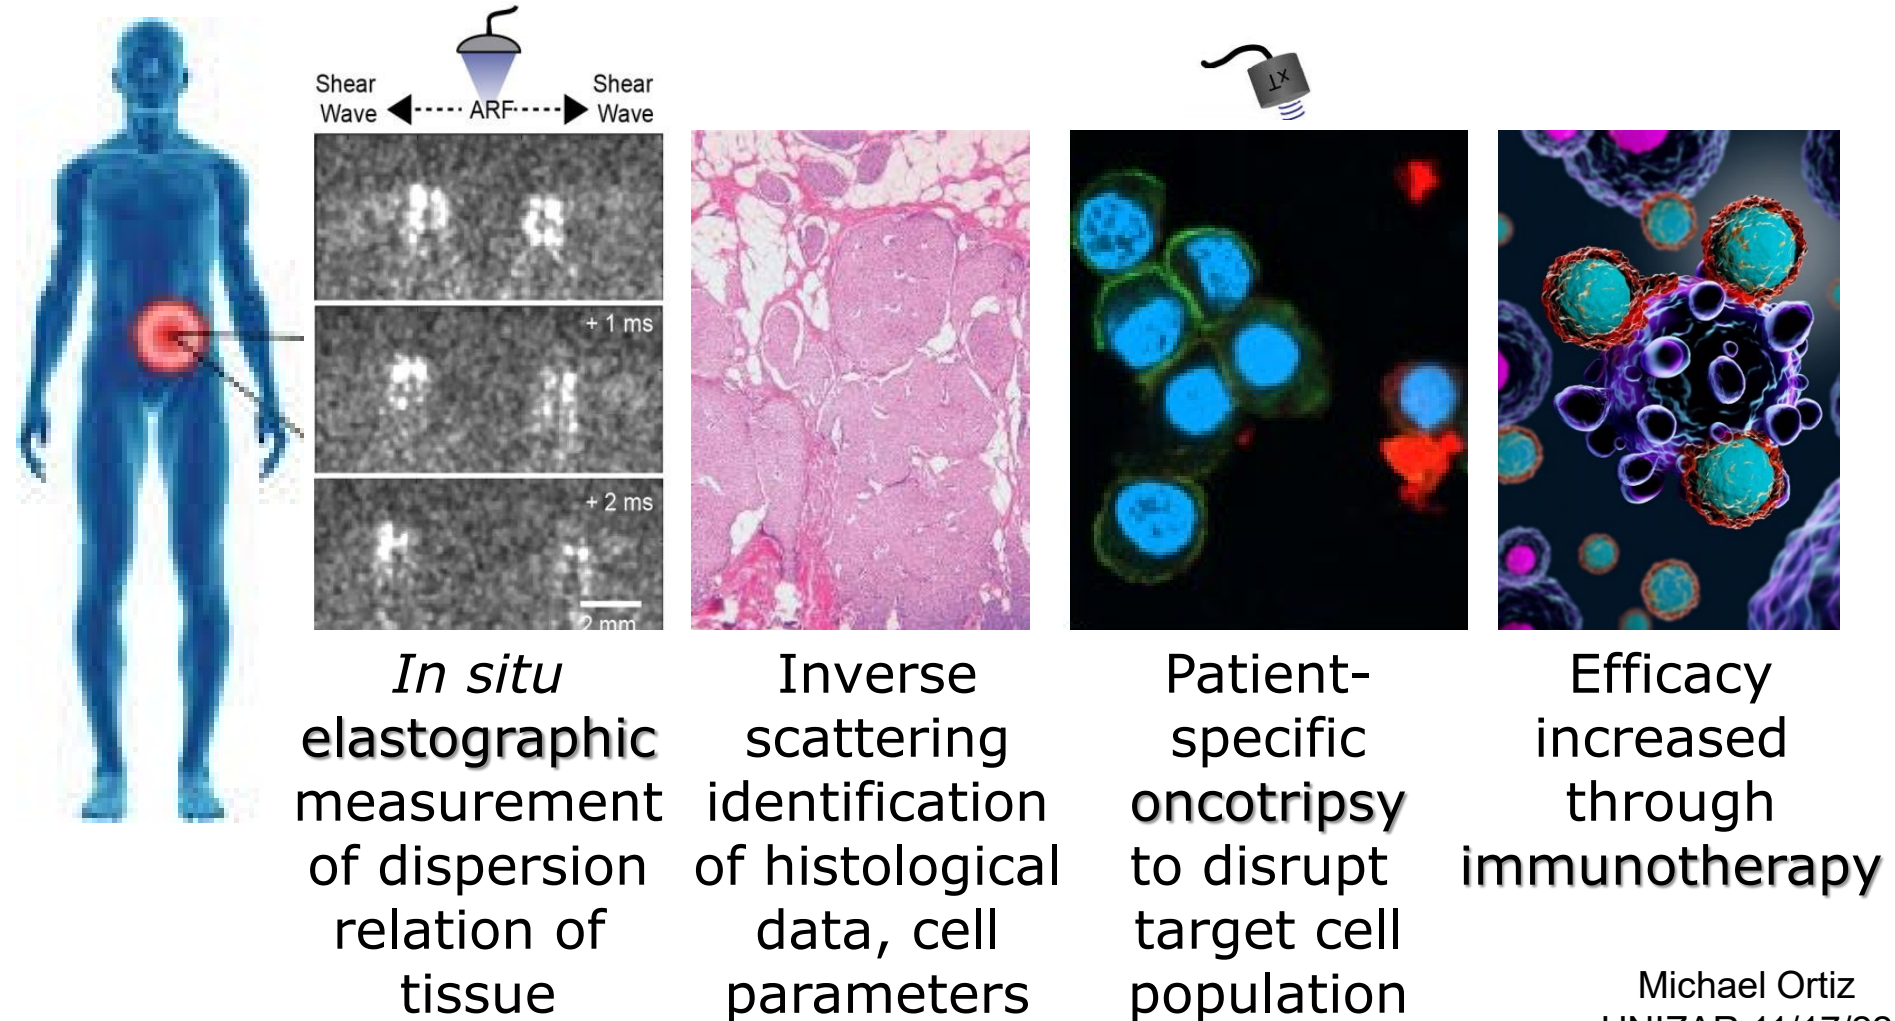 Shear
Wave
ARF
Shear
Wave
+ 1 ms
+ 2 ms
2 mm
Tx
In situ
elastographic
measurement
of dispersion
relation of
tissue
Inverse
scattering
identification
of histological
data, cell
parameters
Patient-
specific
oncotripsy
to disrupt
target cell
population
Efficacy
increased
through
immunotherapy
Michael Ortiz